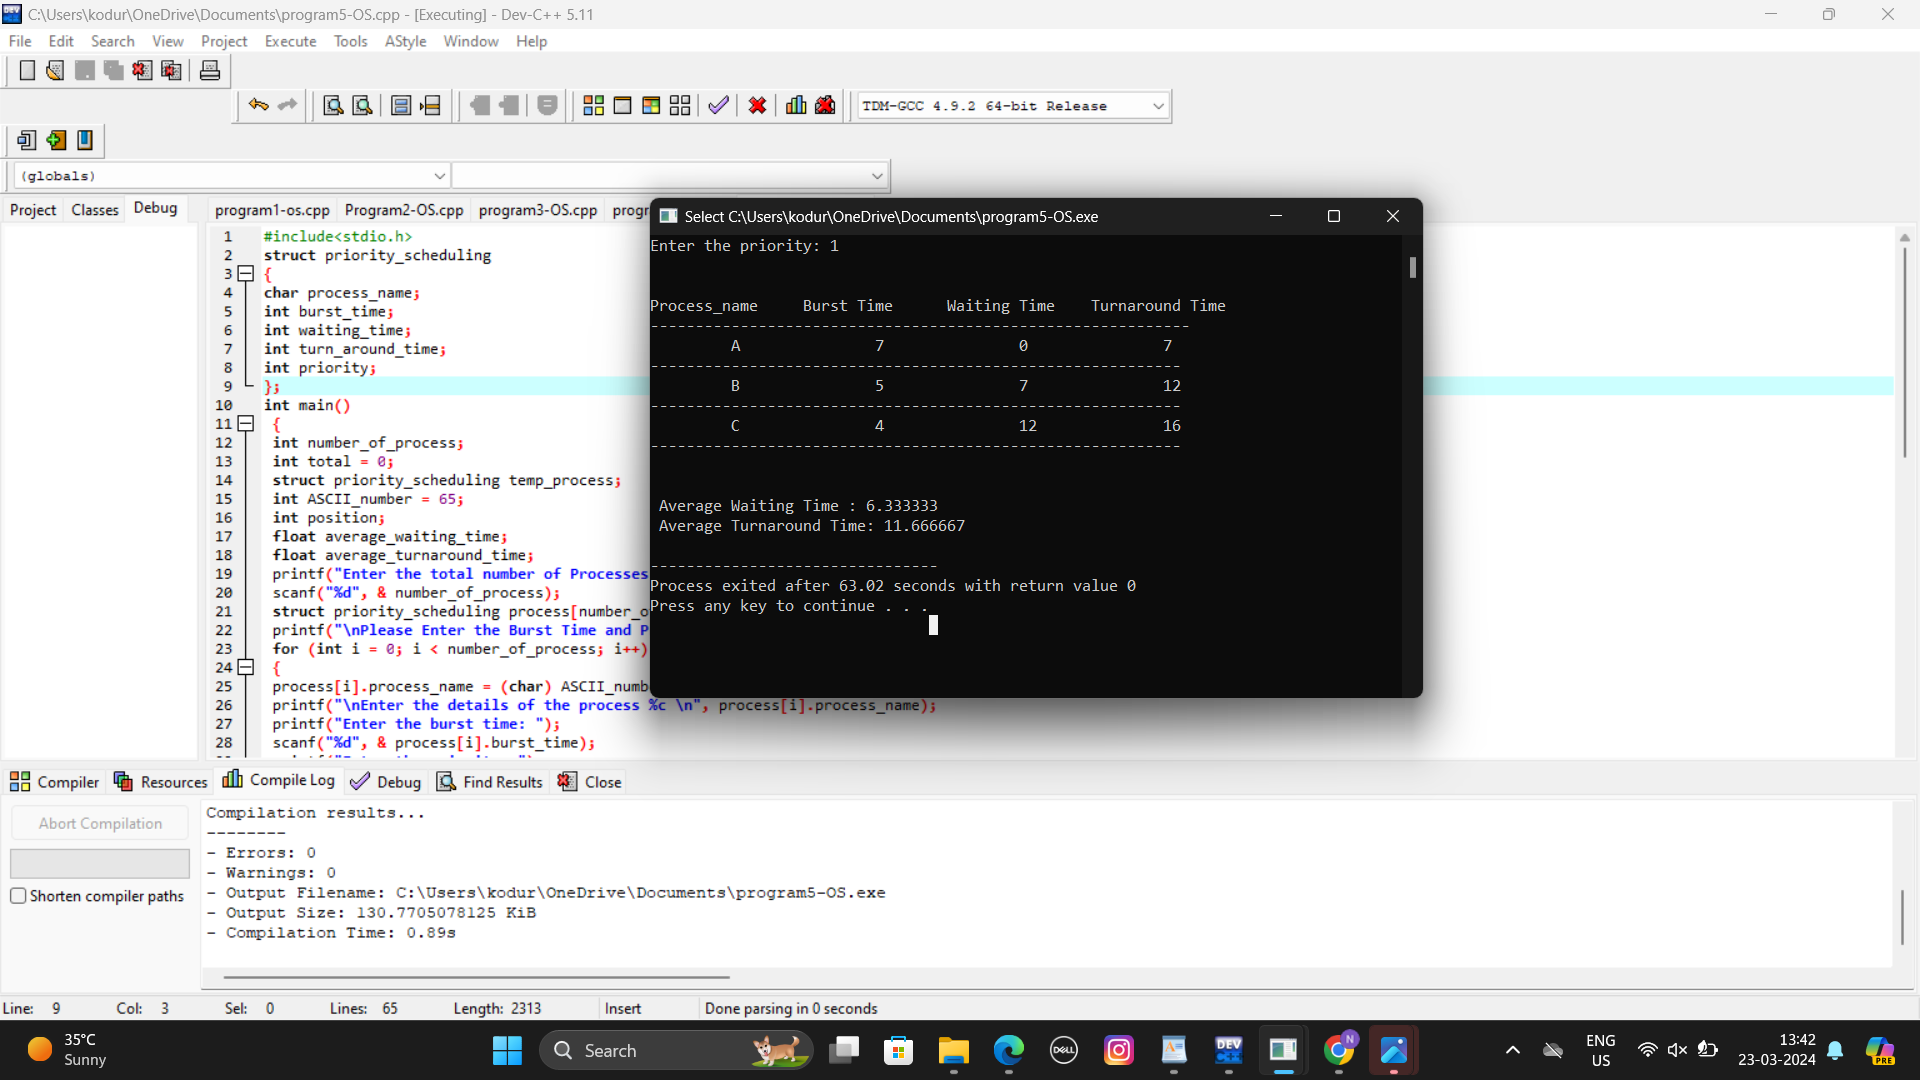 C:\Users\kodur\OneDrive\Documents\program5-OS.cpp - [Executing] - Dev-C++ 5.11
File Edit Search View Project Execute Tools AStyle Window Help
TDM-GCC 4.9.2 64-bit Release
(globals)
Project Classes Debug
program1-os.cpp Program2-OS.cpp program3-OS.cpp progr
1 #include<stdio.h>
2 struct priority_scheduling
3 {
4 char process_name;
5 int burst_time;
6 int waiting_time;
7 int turn_around_time;
8 int priority;
9 };
10 int main()
11 {
12 int number_of_process;
13 int total = 0;
14 struct priority_scheduling temp_process;
15 int ASCII_number = 65;
16 int position;
17 float average_waiting_time;
18 float average_turnaround_time;
19 printf("Enter the total number of Processes
20 scanf("%d", & number_of_process);
21 struct priority_scheduling process[number_o
22 printf("\nPlease Enter the Burst Time and P
23 for (int i = 0; i < number_of_process; i++)
24 {
25 process[i].process_name = (char) ASCII_numb
26 printf("\nEnter the details of the process %c \n", process[i].process_name);
27 printf("Enter the burst time: ");
28 scanf("%d", & process[i].burst_time);
Select C:\Users\kodur\OneDrive\Documents\program5-OS.exe
Enter the priority: 1
Process_name Burst Time Waiting Time Turnaround Time
------------------------------------------------------------
A 7 0 7
-----------------------------------------------------------
B 5 7 12
-----------------------------------------------------------
C 4 12 16
-----------------------------------------------------------
Average Waiting Time : 6.333333
Average Turnaround Time: 11.666667
--------------------------------
Process exited after 63.02 seconds with return value 0
Press any key to continue . . .
Compiler Resources Compile Log Debug Find Results Close
Abort Compilation
Shorten compiler paths
Compilation results...
--------
- Errors: 0
- Warnings: 0
- Output Filename: C:\Users\kodur\OneDrive\Documents\program5-OS.exe
- Output Size: 130.7705078125 KiB
- Compilation Time: 0.89s
Line: 9 Col: 3 Sel: 0 Lines: 65 Length: 2313 Insert Done parsing in 0 seconds
35°C
Sunny
Search
DELL
DEV
N
ENG
US
13:42
23-03-2024
PRE